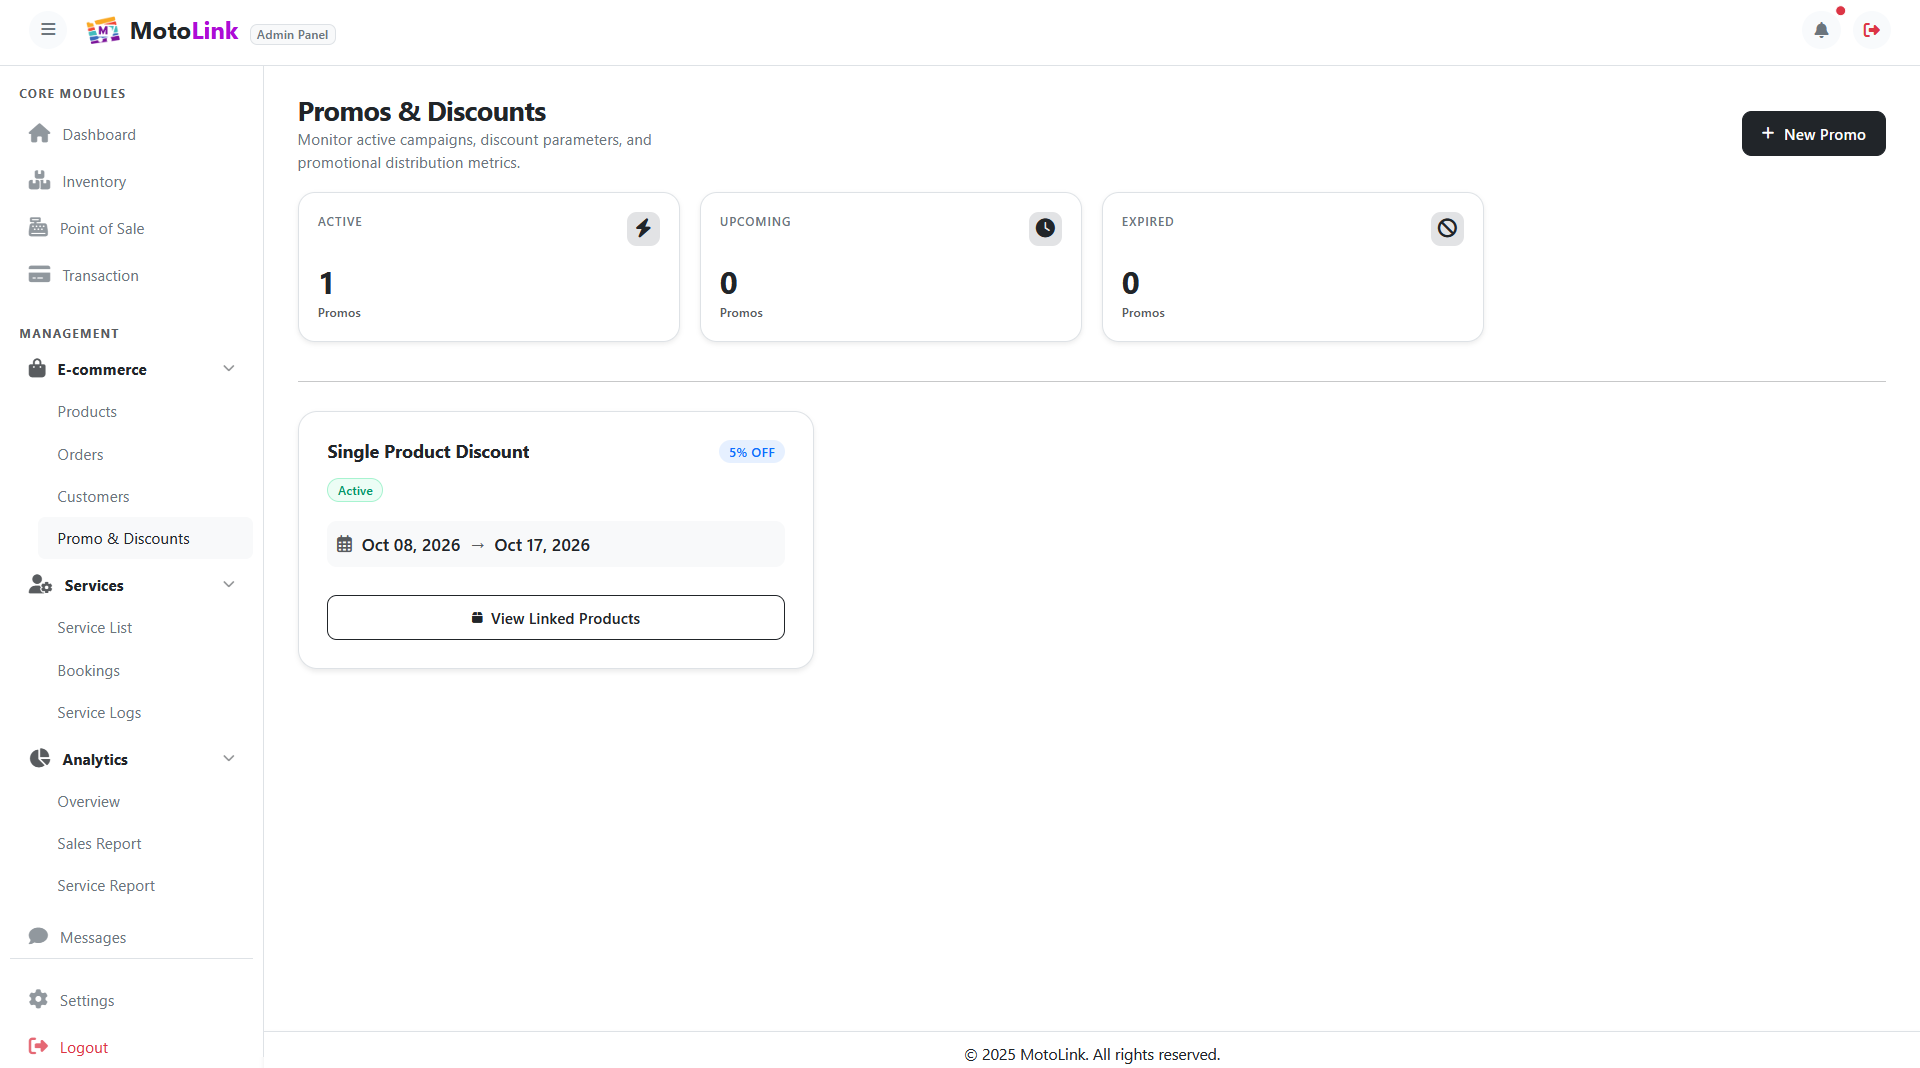 MotoLink Admin Panel
CORE MODULES
Dashboard
Inventory
Point of Sale
Transaction
MANAGEMENT
E-commerce
Products
Orders
Customers
Promo & Discounts
Services
Service List
Bookings
Service Logs
Analytics
Overview
Sales Report
Service Report
Messages
Settings
Logout
Promos & Discounts
Monitor active campaigns, discount parameters, and
promotional distribution metrics.
+ New Promo
ACTIVE
1
Promos
UPCOMING
0
Promos
EXPIRED
0
Promos
Single Product Discount
5% OFF
Active
Oct 08, 2026 → Oct 17, 2026
View Linked Products
© 2025 MotoLink. All rights reserved.